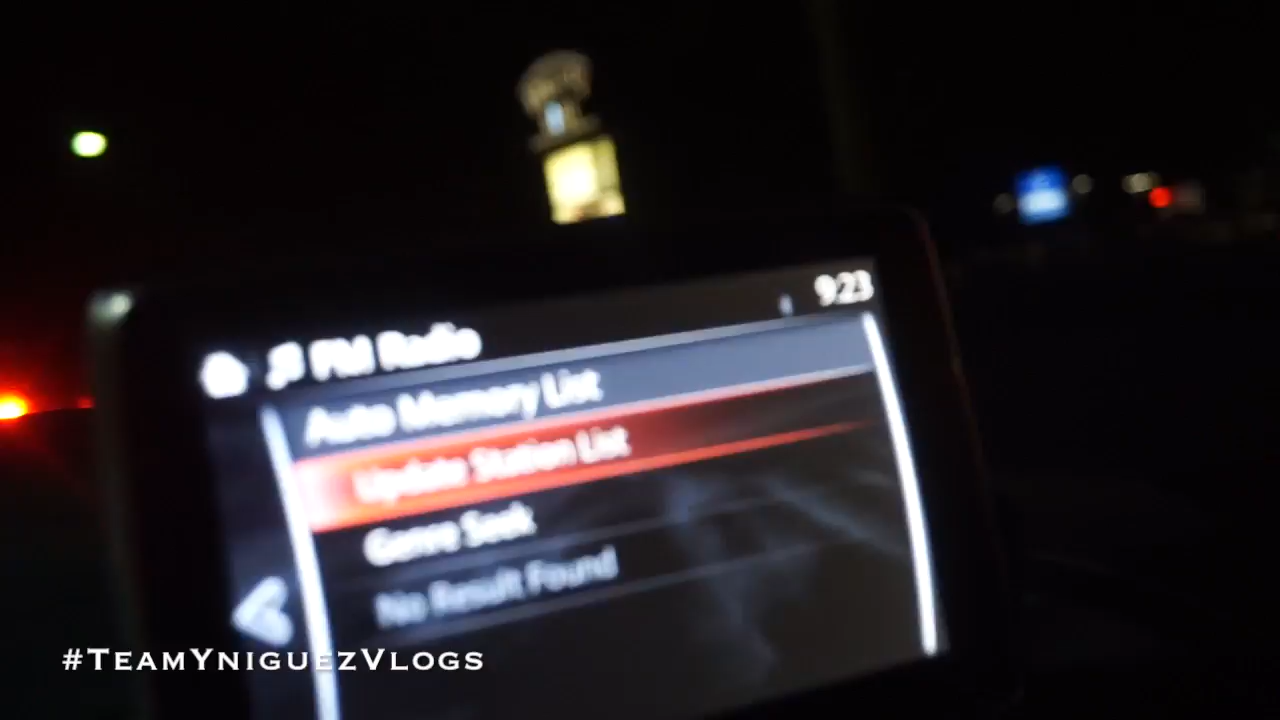 9:23
FM Radio
Auto Memory List
Update Station List
Genre Seek
No Result Found
#TeamYniguezVlogs